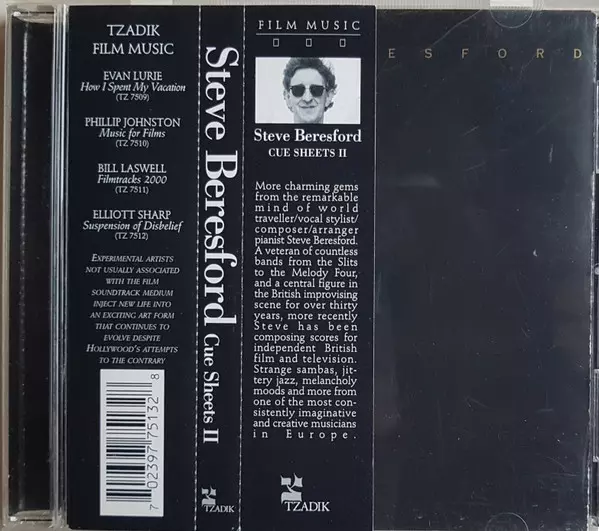 TZADIK
FILM MUSIC
EVAN LURIE
How I Spent My Vacation
(TZ 7509)
PHILLIP JOHNSTON
Music for Films
(TZ 7510)
BILL LASWELL
Filmtracks 2000
(TZ 7511)
ELLIOTT SHARP
Suspension of Disbelief
(TZ 7512)
EXPERIMENTAL ARTISTS
NOT USUALLY ASSOCIATED
WITH THE FILM
SOUNDTRACK MEDIUM
INJECT NEW LIFE INTO
AN EXCITING ART FORM
THAT CONTINUES TO
EVOLVE DESPITE
HOLLYWOOD'S ATTEMPTS
TO THE CONTRARY
7 02397 75132 8
Steve Beresford Cue Sheets II
TZADIK
FILM MUSIC
Steve Beresford
CUE SHEETS II
More charming gems
from the remarkable
mind of world
traveller/vocal stylist/
composer/arranger
pianist Steve Beresford.
A veteran of countless
bands from the Slits
to the Melody Four,
and a central figure in
the British improvising
scene for over thirty
years, more recently
Steve has been
composing scores for
independent British
film and television.
Strange sambas, jit-
tery jazz, melancholy
moods and more from
one of the most con-
sistently imaginative
and creative musicians
in Europe.
TZADIK
ESFORD